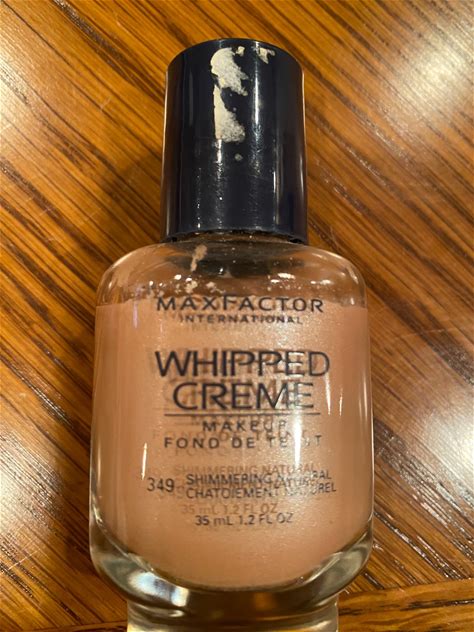 MAXFACTOR
INTERNATIONAL
WHIPPED
CREME
MAKEUP
FOND DE TEINT
349 SHIMMERING NATURAL
CHATOIEMENT NATUREL
35 mL 1.2 FL OZ